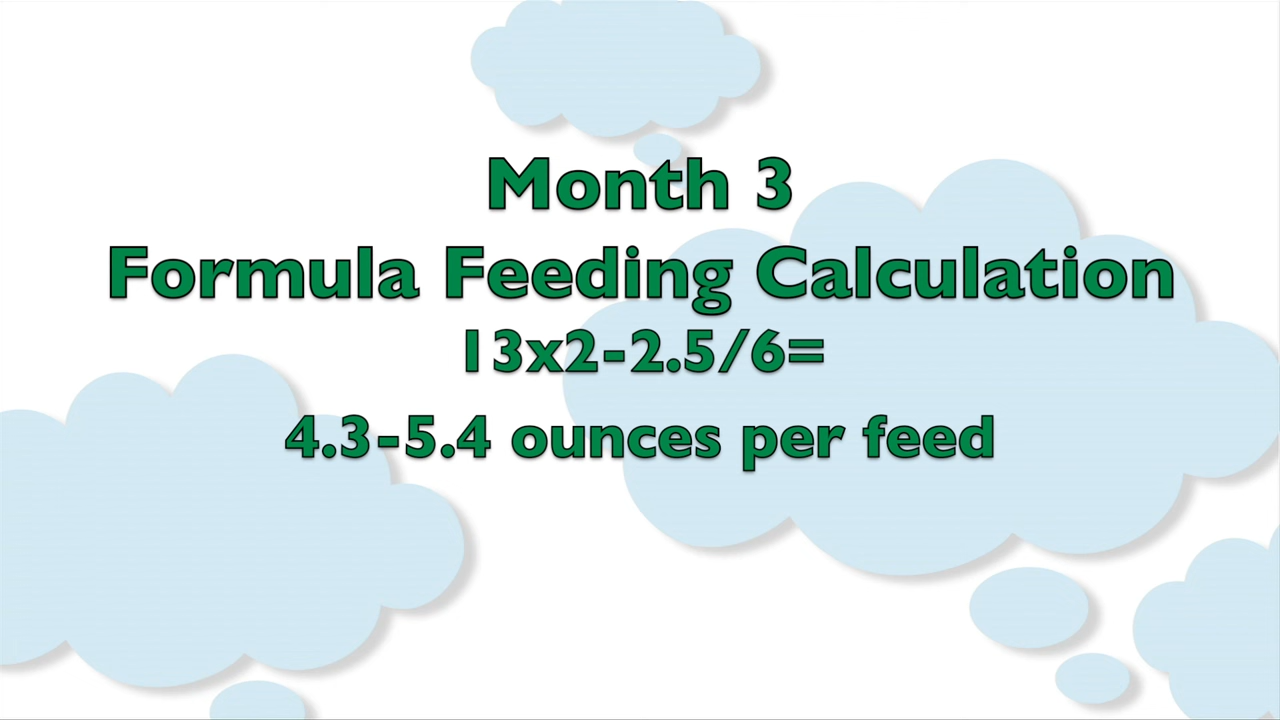 Month 3
Formula Feeding Calculation
13x2-2.5/6=
4.3-5.4 ounces per feed